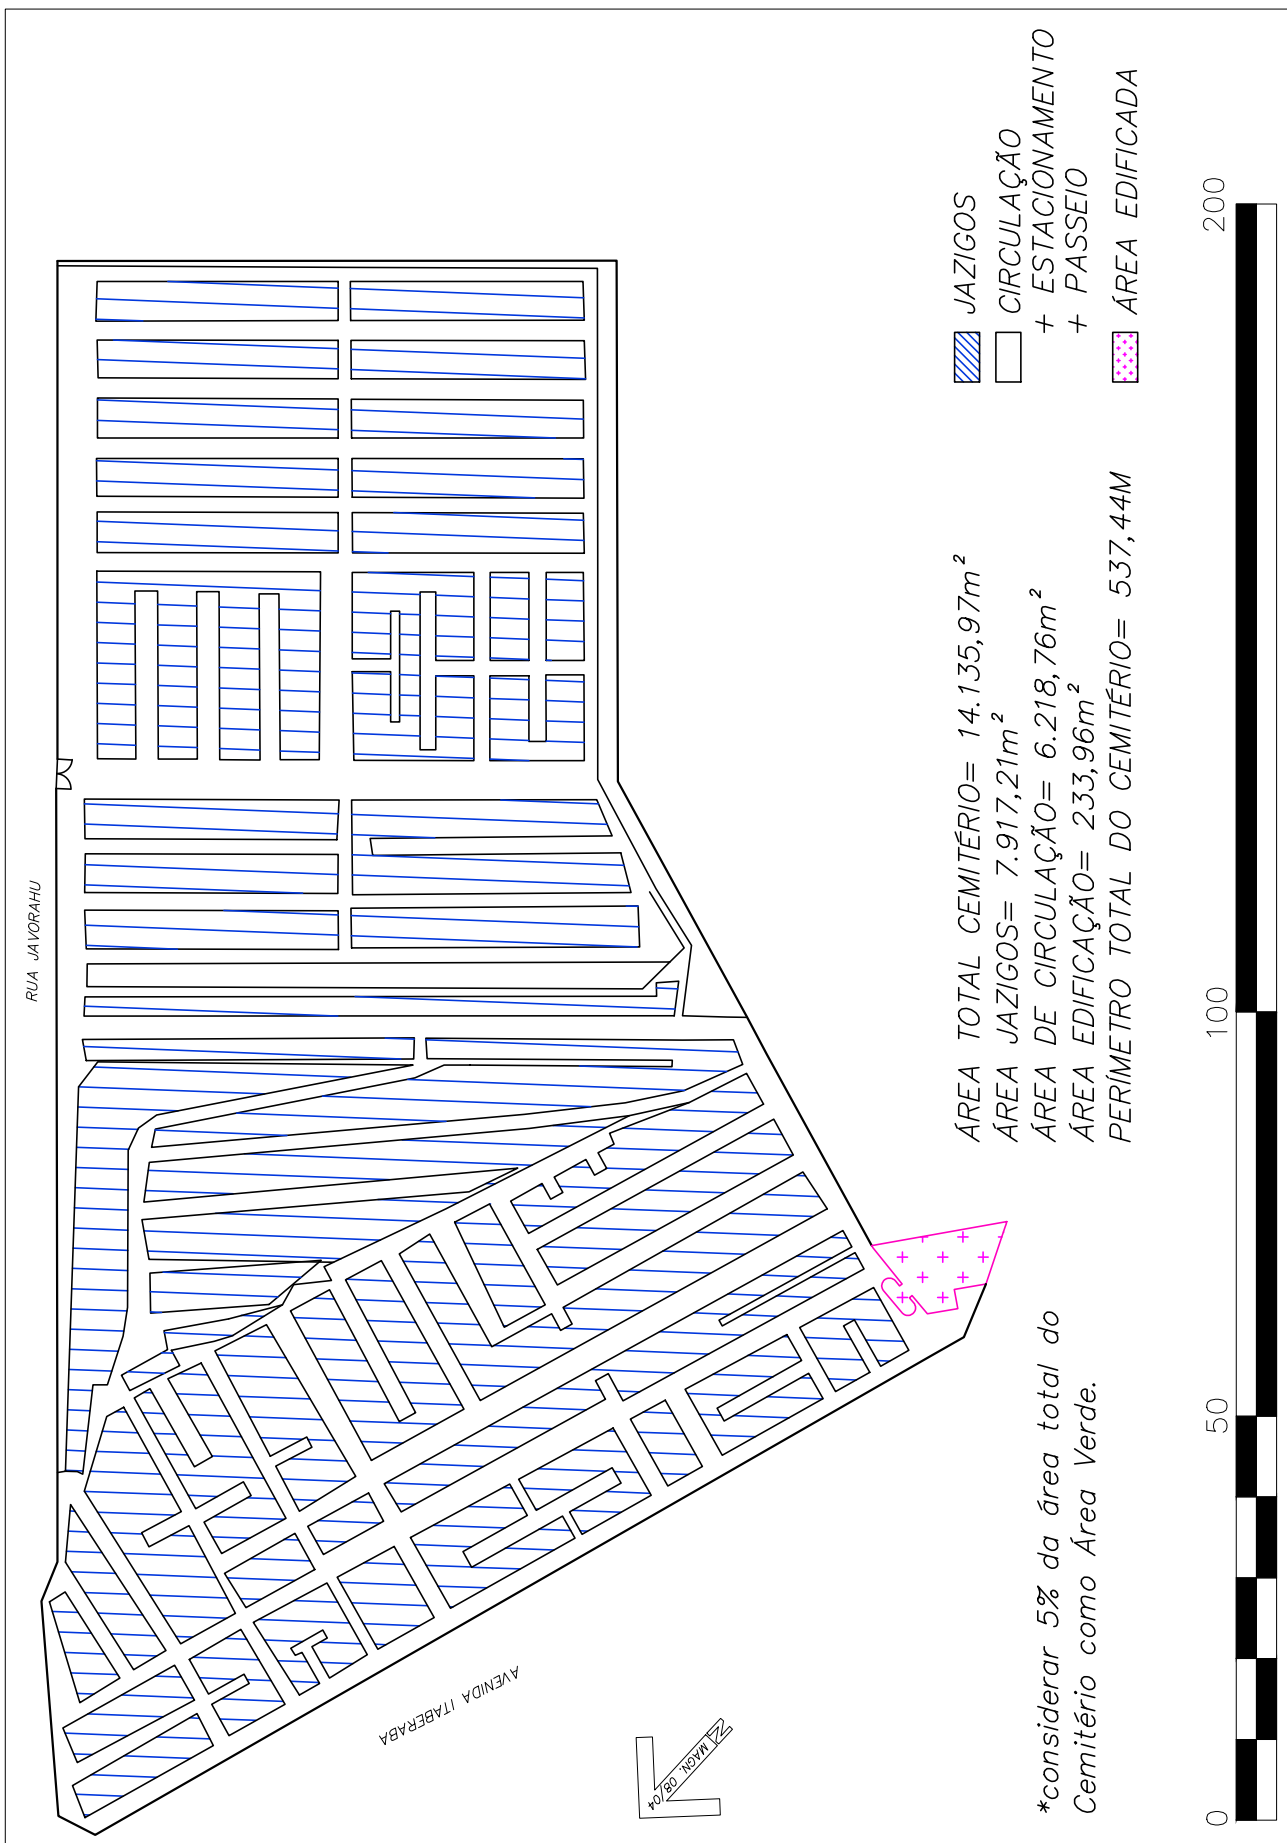 RUA JAVORAHU
AVENIDA ITABERABA
N MAGN. 08/04
JAZIGOS
CIRCULAÇÃO
+ ESTACIONAMENTO
+ PASSEIO
ÁREA EDIFICADA
ÁREA TOTAL CEMITÉRIO= 14.135,97m²
ÁREA JAZIGOS= 7.917,21m²
ÁREA DE CIRCULAÇÃO= 6.218,76m²
ÁREA EDIFICAÇÃO= 233,96m²
PERÍMETRO TOTAL DO CEMITÉRIO= 537,44M
*considerar 5% da área total do
Cemitério como Área Verde.
0 50 100 200